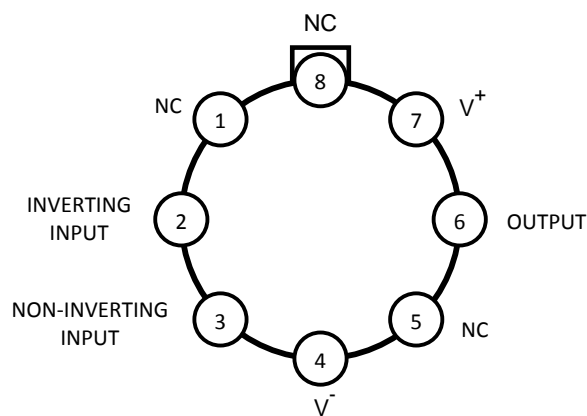 NC
8
NC
1
7
V+
INVERTING
INPUT
2
6
OUTPUT
NON-INVERTING
INPUT
3
5
NC
4
V-